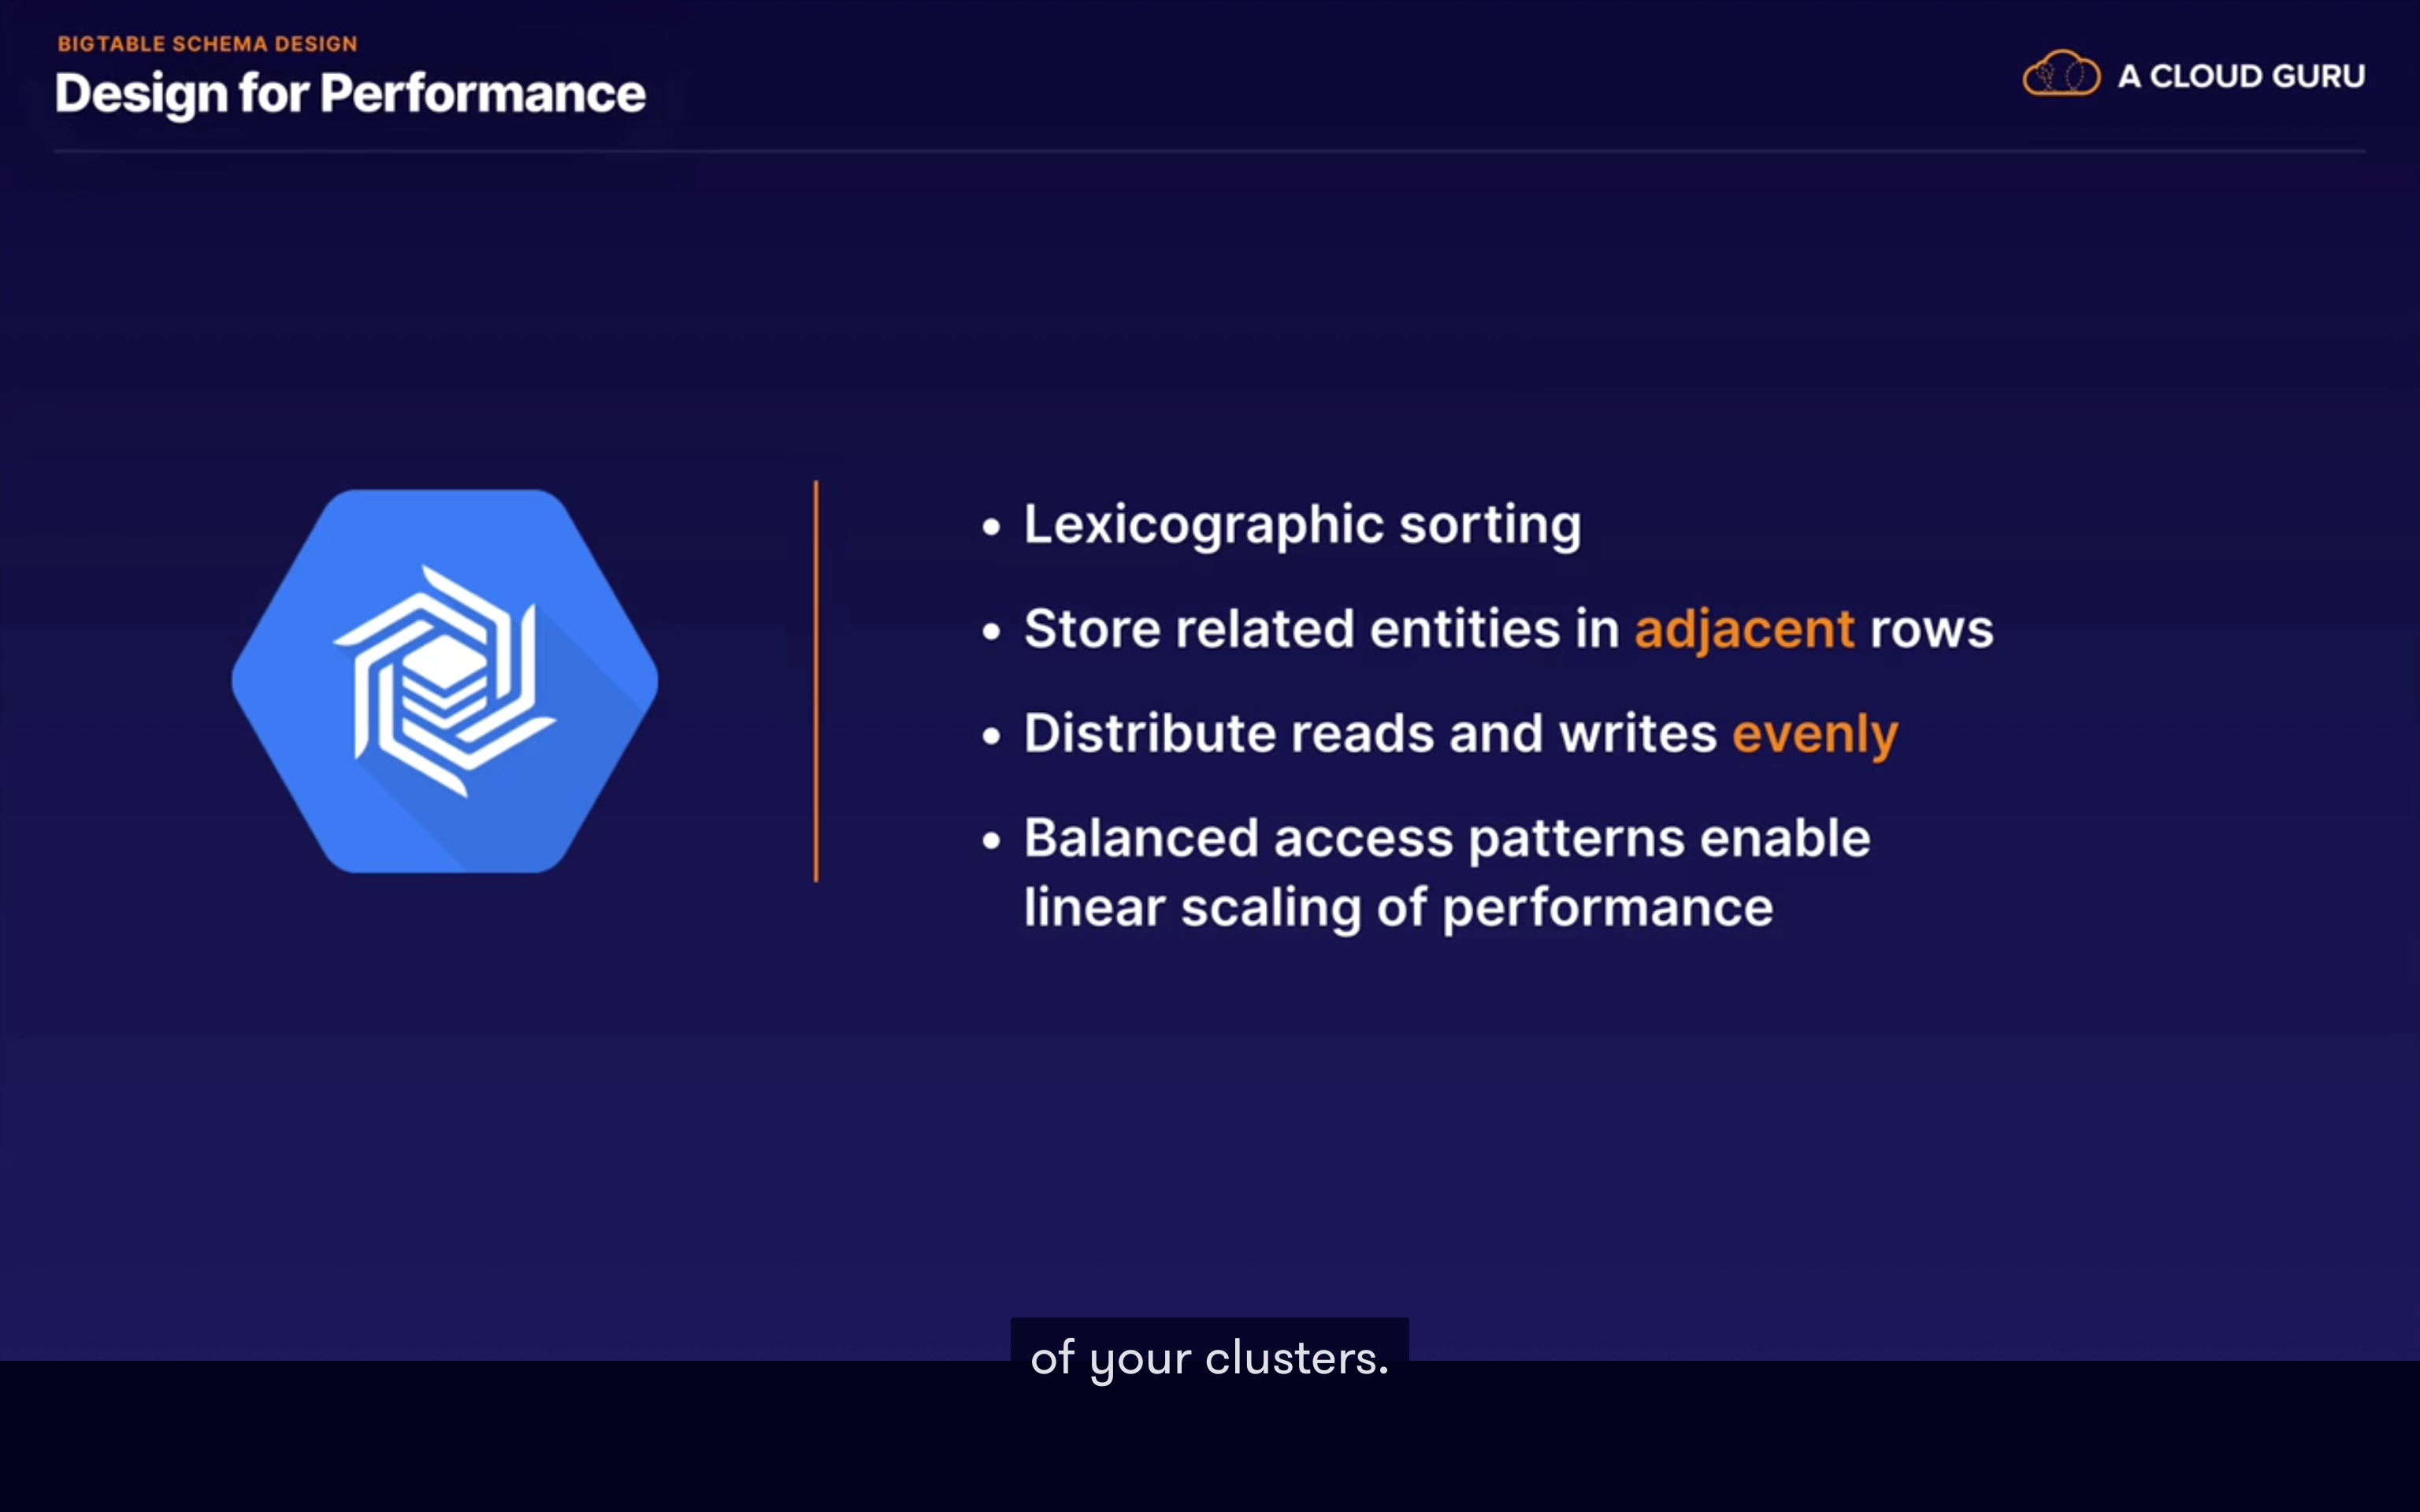 BIGTABLE SCHEMA DESIGN
Design for Performance
A CLOUD GURU
• Lexicographic sorting
• Store related entities in adjacent rows
• Distribute reads and writes evenly
• Balanced access patterns enable
linear scaling of performance
of your clusters.